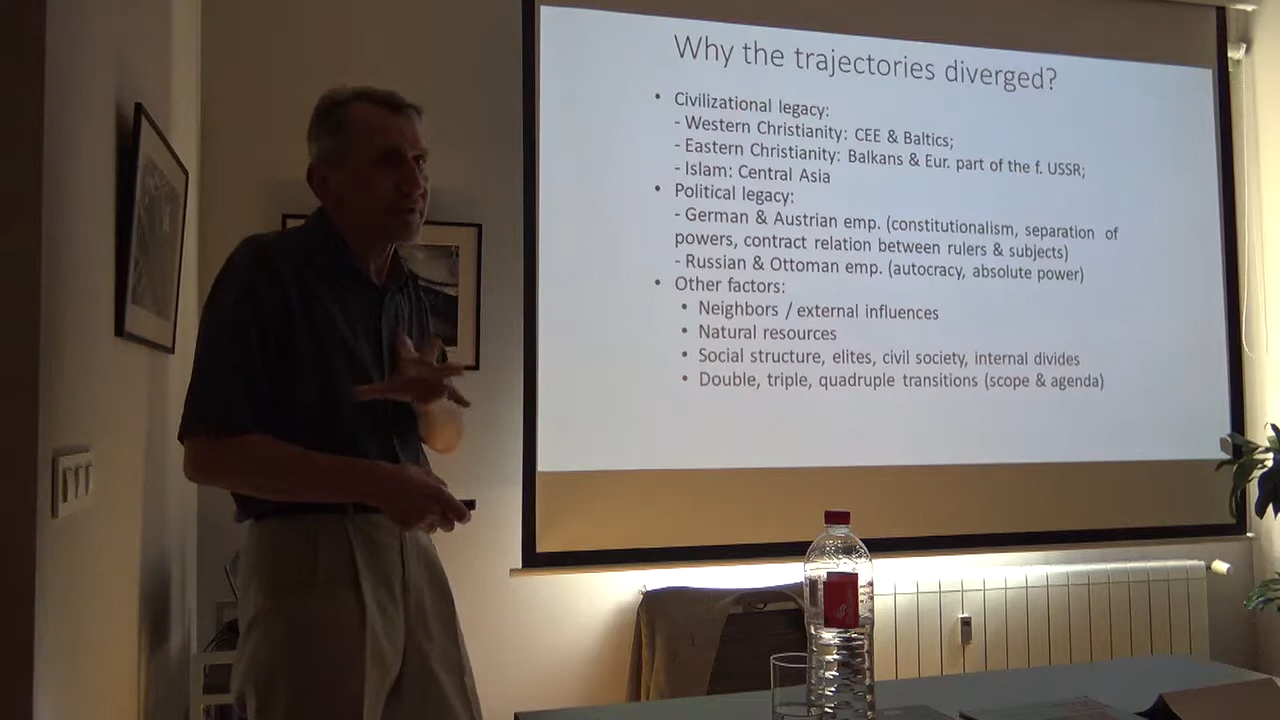 Why the trajectories diverged?
• Civilizational legacy:
- Western Christianity: CEE & Baltics;
- Eastern Christianity: Balkans & Eur. part of the f. USSR;
- Islam: Central Asia
• Political legacy:
- German & Austrian emp. (constitutionalism, separation of
powers, contract relation between rulers & subjects)
- Russian & Ottoman emp. (autocracy, absolute power)
• Other factors:
• Neighbors / external influences
• Natural resources
• Social structure, elites, civil society, internal divides
• Double, triple, quadruple transitions (scope & agenda)